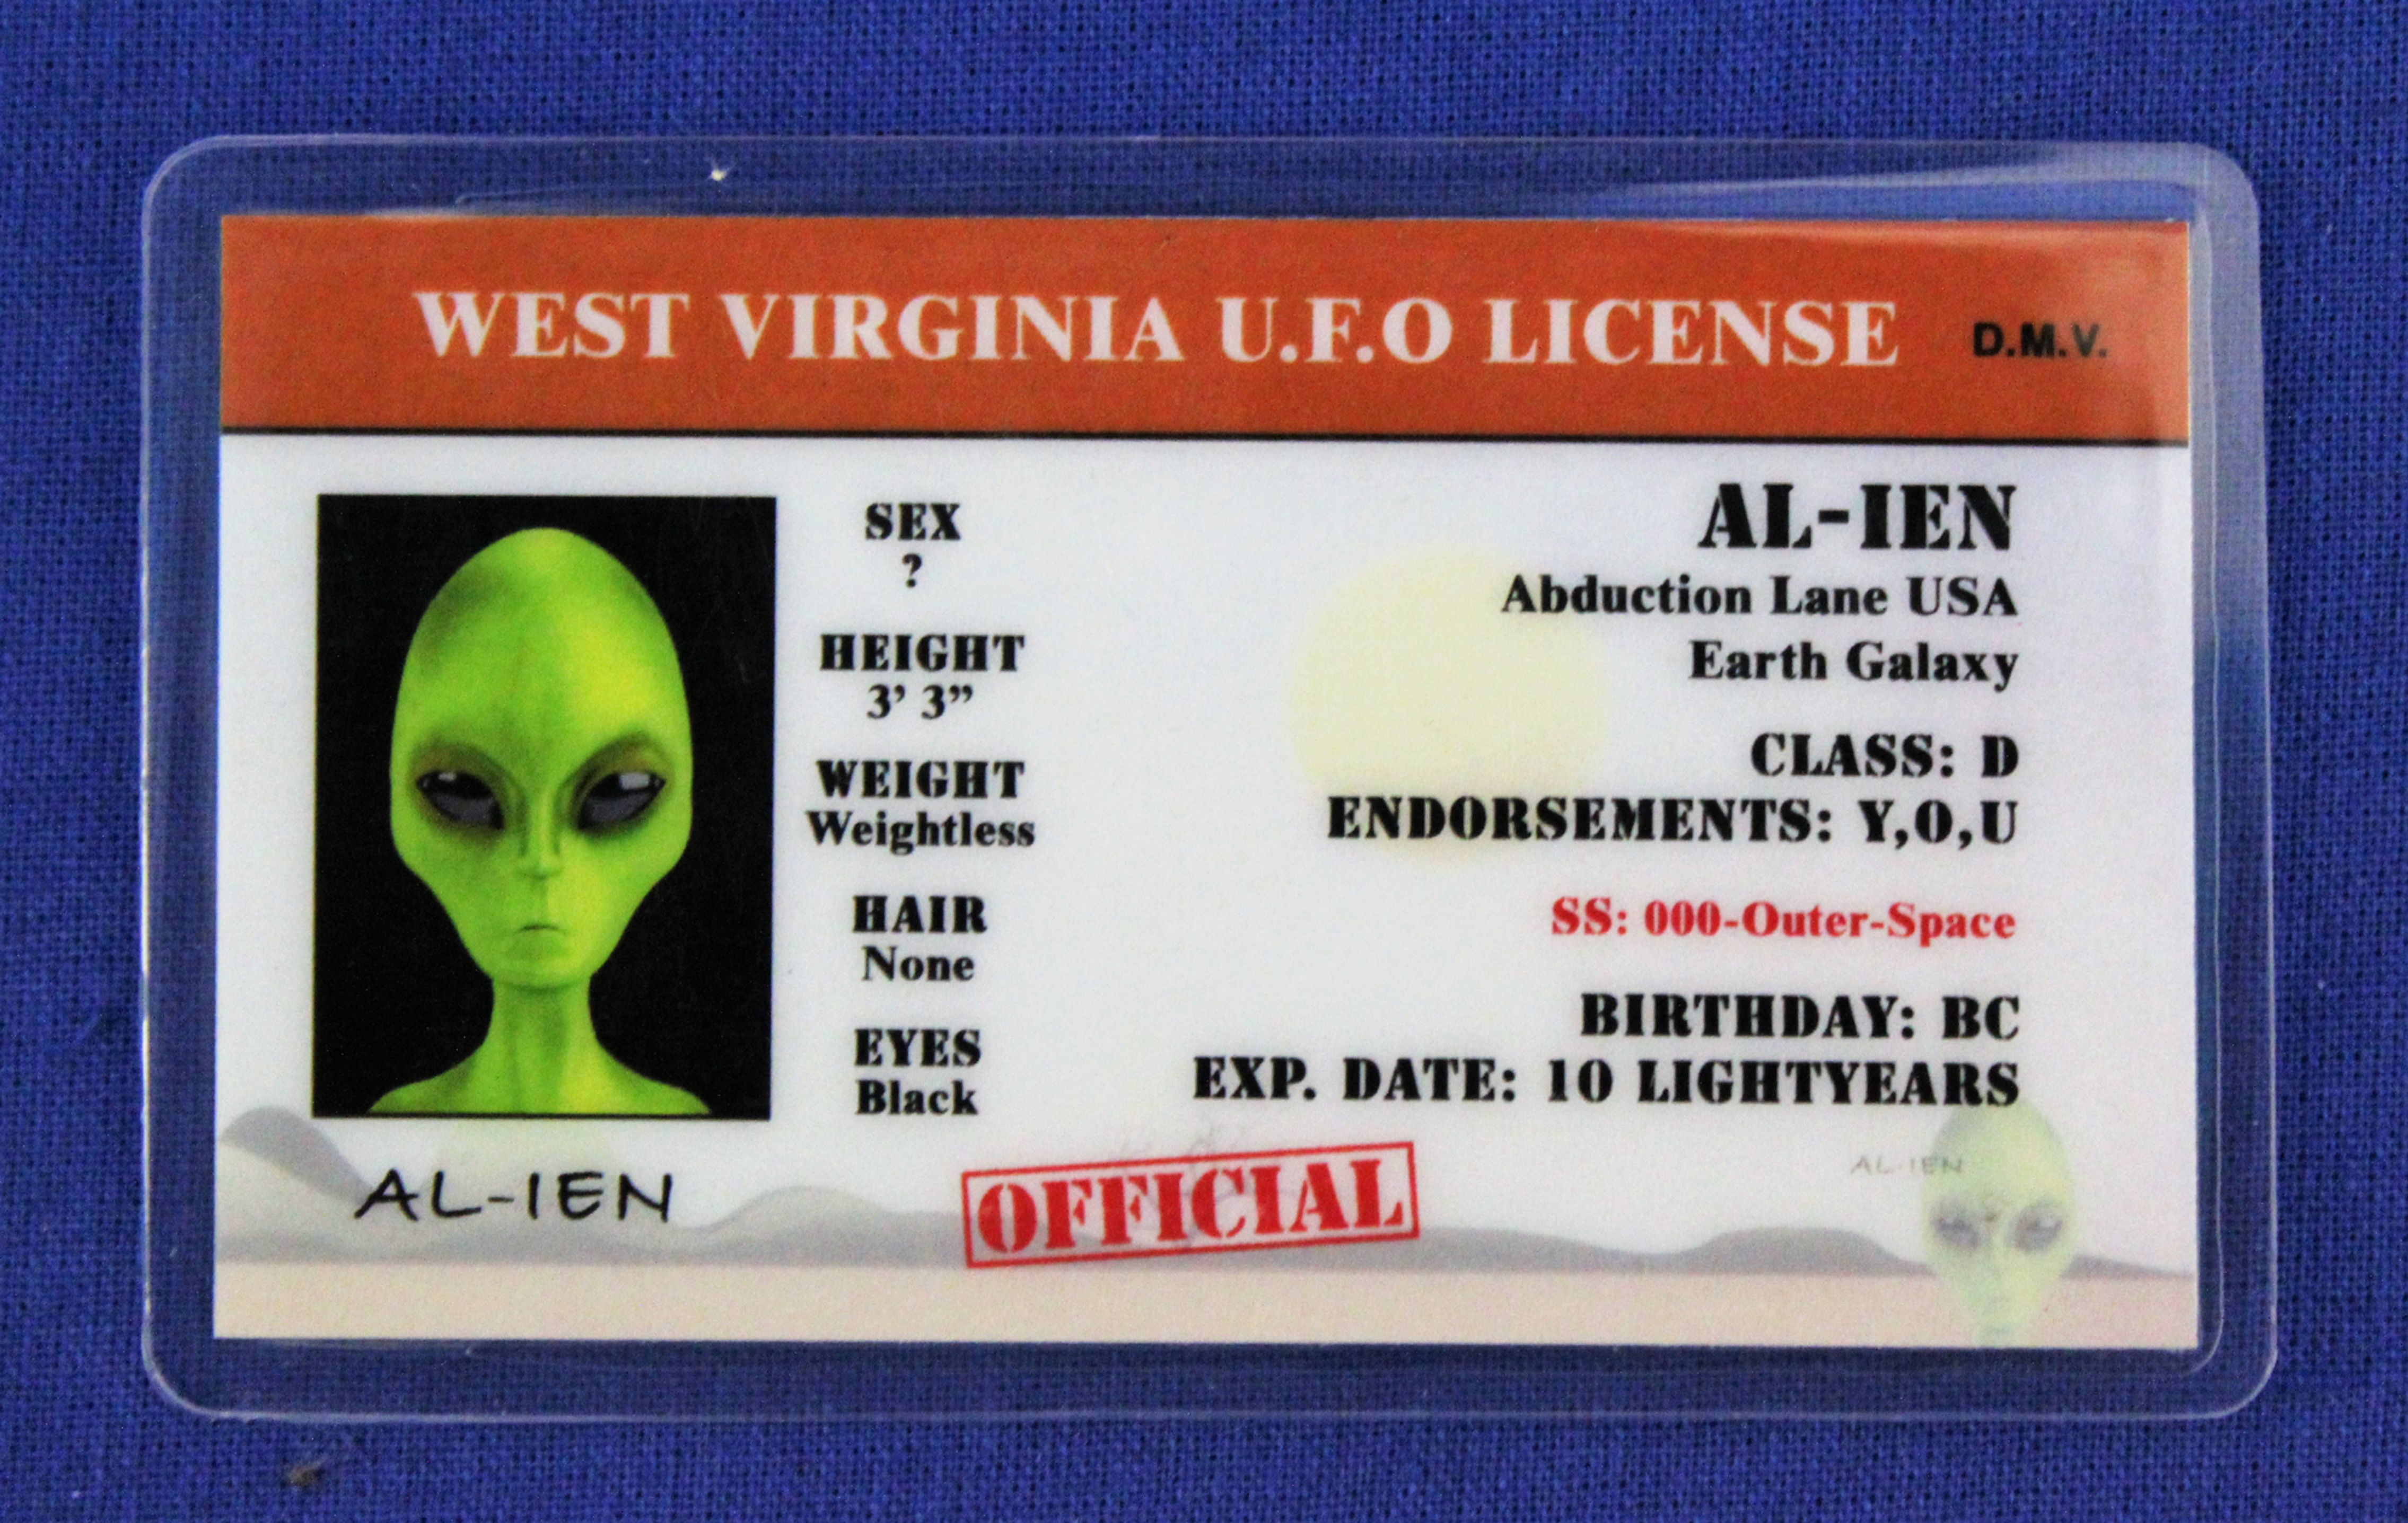 WEST VIRGINIA U.F.O LICENSE
D.M.V.
SEX
?
HEIGHT
3’ 3”
WEIGHT
Weightless
HAIR
None
EYES
Black
AL-IEN
Abduction Lane USA
Earth Galaxy
CLASS: D
ENDORSEMENTS: Y,O,U
SS: 000-Outer-Space
BIRTHDAY: BC
EXP. DATE: 10 LIGHTYEARS
AL-IEN
OFFICIAL
AL-IEN